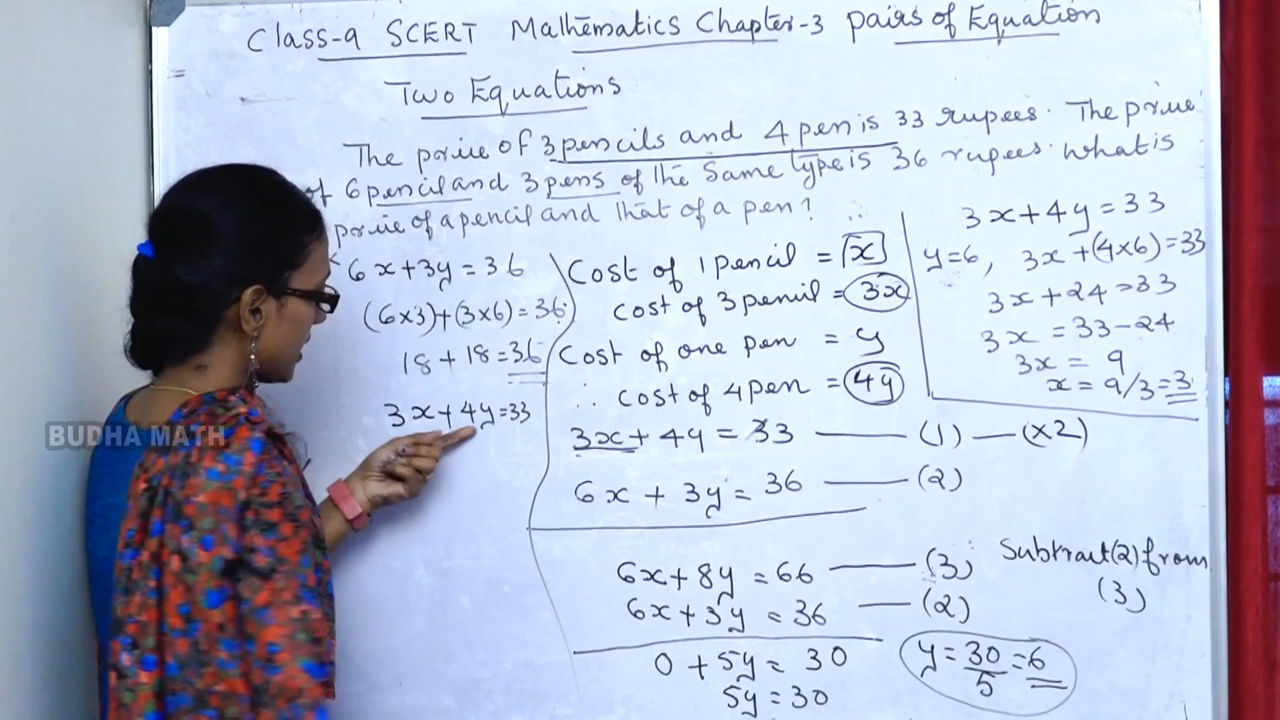 Class-9 SCERT Mathematics Chapter-3 pairs of Equation
=
Two Equations
The price of 3 pencils and 4 pen is 33 rupees. The price
of 6 pencil and 3 pens of the same type is 36 rupees. What is
price of a pencil and that of a pen?
6x+3y=36
(6x3)+(3x6)=36
18+18=36
3x+4y=33
Cost of 1 pencil = x
cost of 3 pencil = 3x
Cost of one pen = y
∴ cost of 4 pen = 4y
3x+4y = 33 —— (1) — (x2)
6x + 3y = 36 —— (2)
6x+8y = 66 —— (3)
6x+3y = 36 —— (2)
0 + 5y = 30
5y = 30
Subtract (2) from
(3)
y = 30/5 = 6
3x+4y=33
y=6, 3x+(4x6)=33
3x+24=33
3x = 33-24
3x = 9
x = 9/3=3
BUDHA MATH